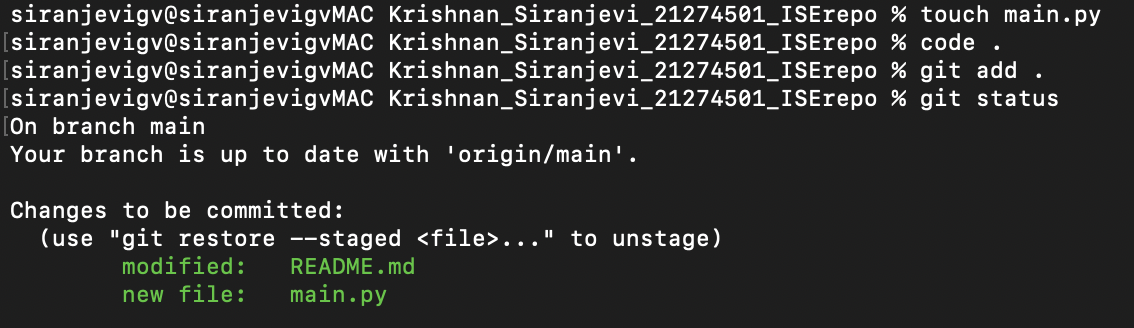 siranjevigv@siranjevigvMAC Krishnan_Siranjevi_21274501_ISErepo % touch main.py
[siranjevigv@siranjevigvMAC Krishnan_Siranjevi_21274501_ISErepo % code .
[siranjevigv@siranjevigvMAC Krishnan_Siranjevi_21274501_ISErepo % git add .
[siranjevigv@siranjevigvMAC Krishnan_Siranjevi_21274501_ISErepo % git status
[On branch main
Your branch is up to date with 'origin/main'.

Changes to be committed:
  (use "git restore --staged <file>..." to unstage)
        modified:   README.md
        new file:   main.py